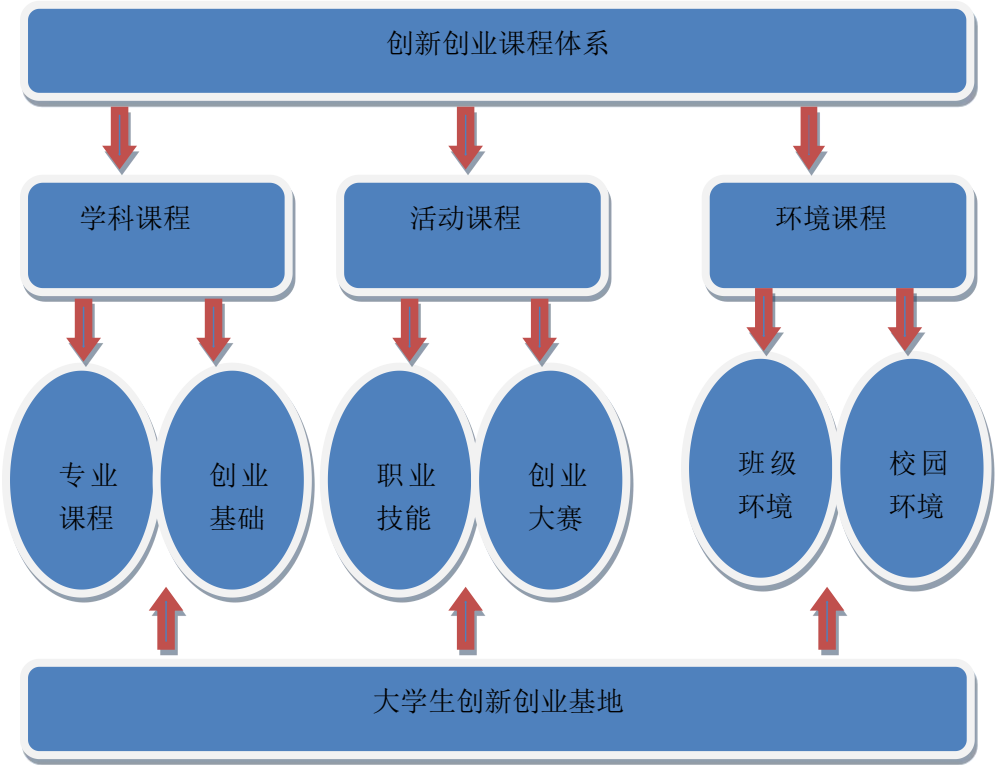 创新创业课程体系
学科课程
活动课程
环境课程
专业
课程
创业
基础
职业
技能
创业
大赛
班级
环境
校园
环境
大学生创新创业基地